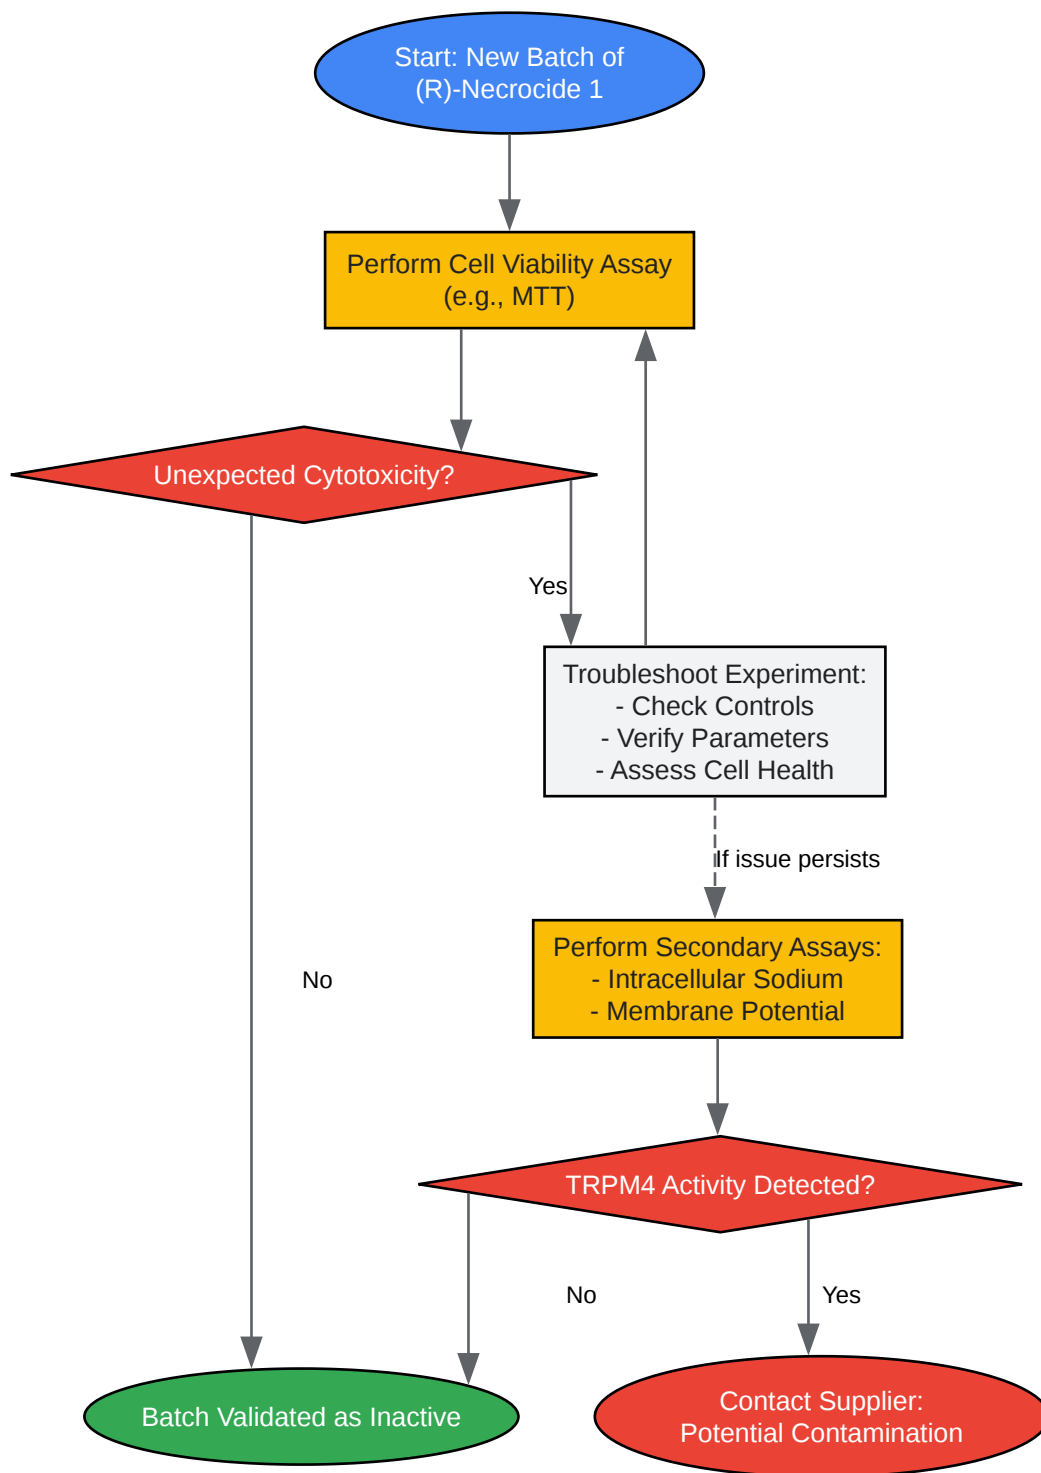 Start: New Batch of
(R)-Necrocide 1
Perform Cell Viability Assay
(e.g., MTT)
Unexpected Cytotoxicity?
Yes
Troubleshoot Experiment:
- Check Controls
- Verify Parameters
- Assess Cell Health
If issue persists
Perform Secondary Assays:
- Intracellular Sodium
- Membrane Potential
No
TRPM4 Activity Detected?
No
Yes
Batch Validated as Inactive
Contact Supplier:
Potential Contamination